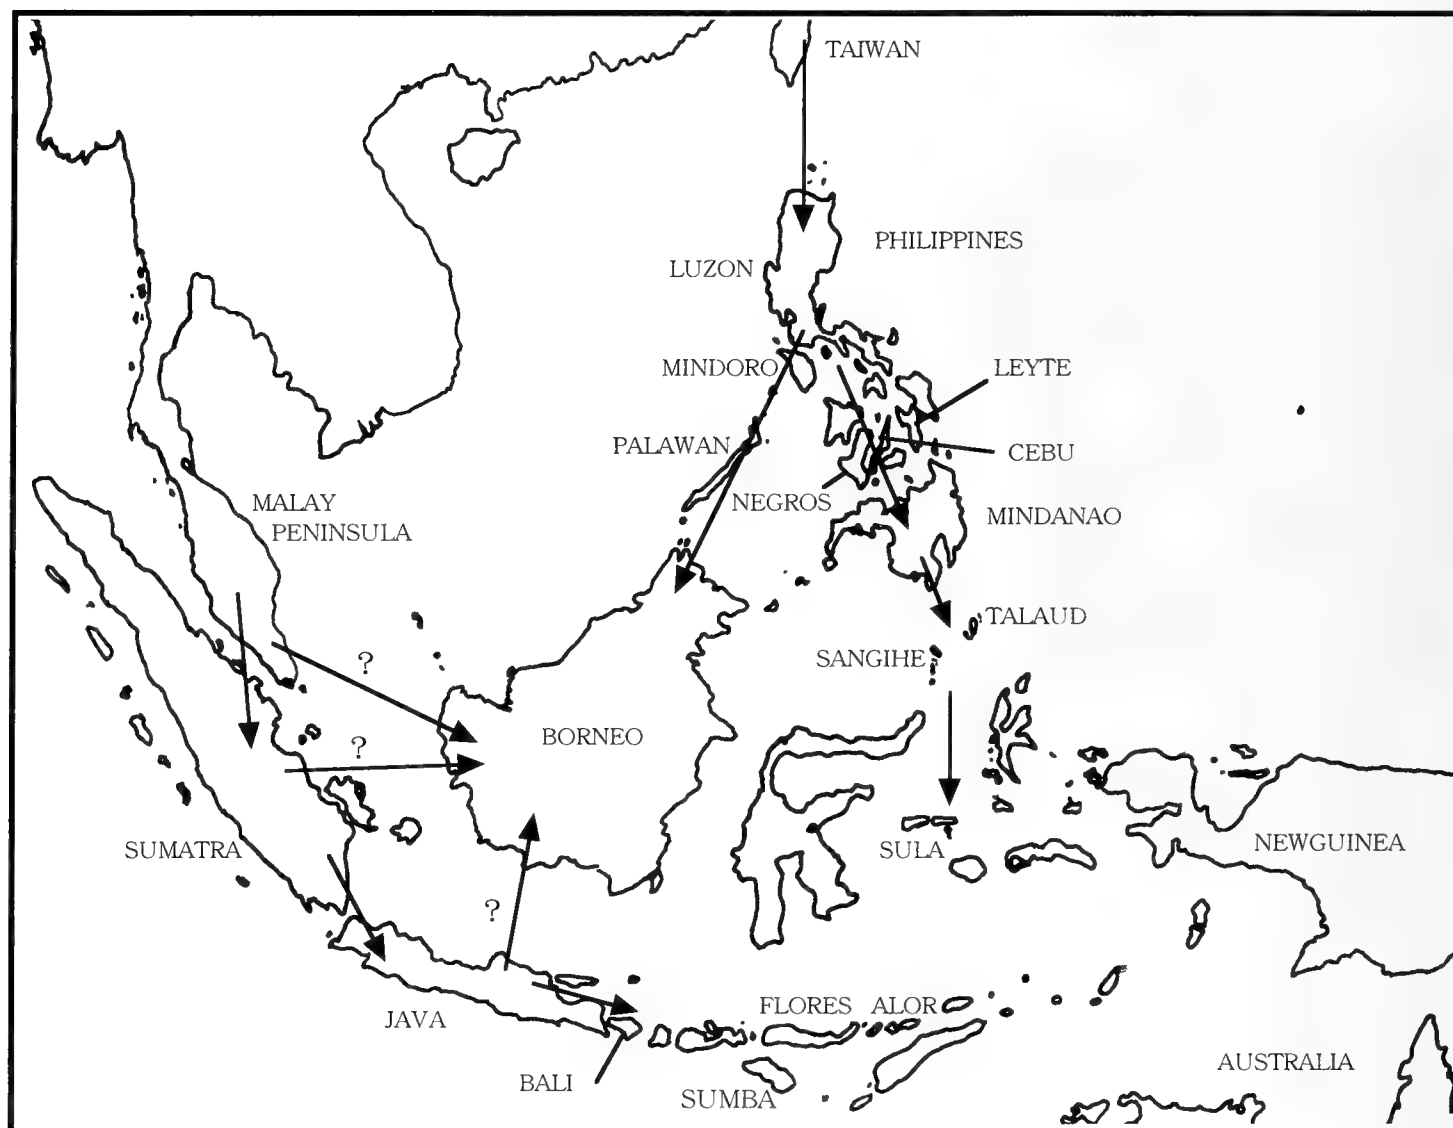 TAIWAN
PHILIPPINES
LUZON
MINDORO
LEYTE
PALAWAN
CEBU
NEGROS
MALAY
PENINSULA
MINDANAO
TALAUD
SANGIHE
?
BORNEO
?
SUMATRA
SULA
NEWGUINEA
?
FLORES ALOR
JAVA
AUSTRALIA
BALI
SUMBA